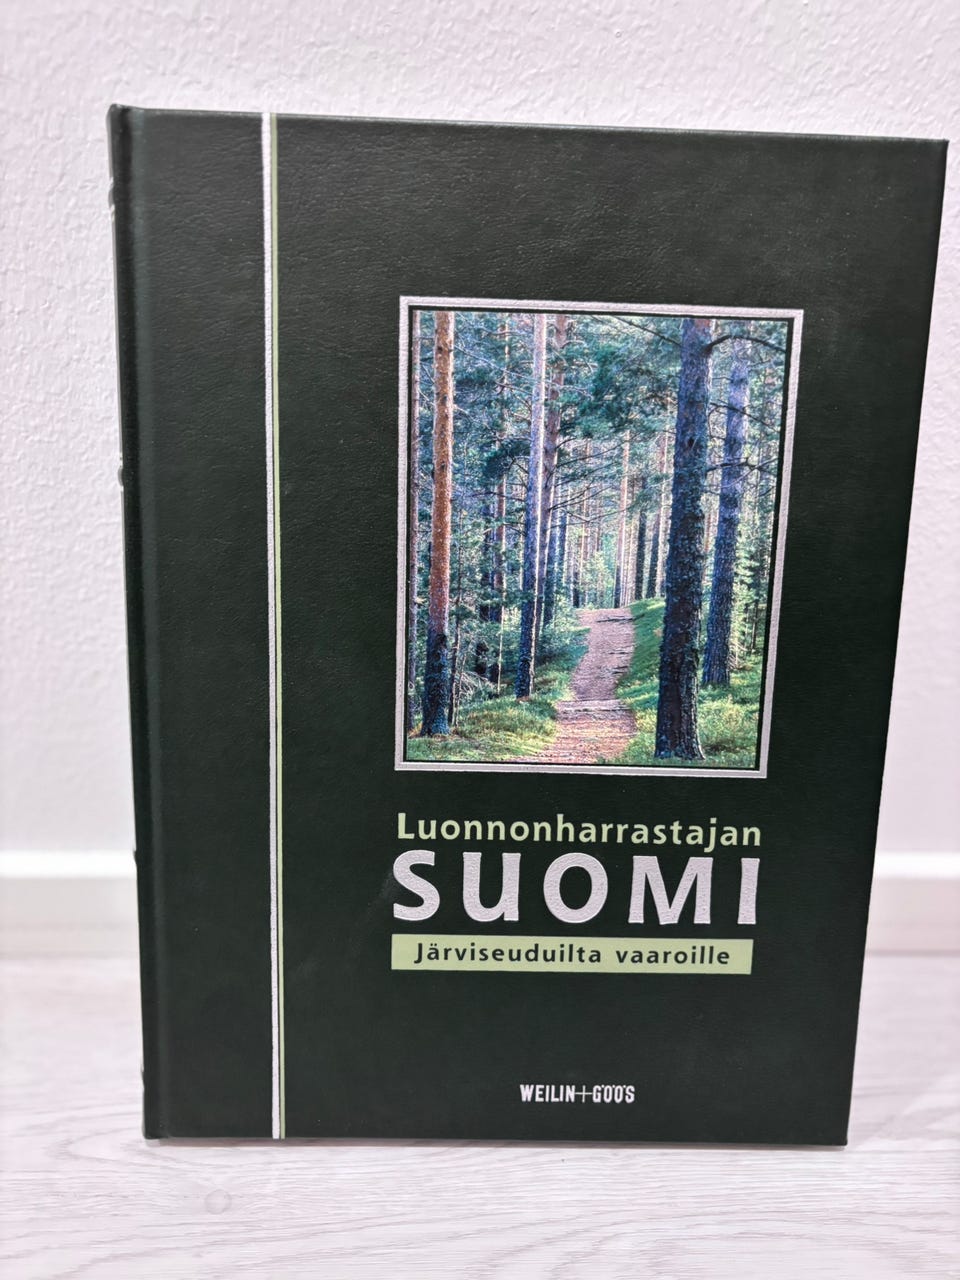 Luonnonharrastajan
SUOMI
Järviseuduilta vaaroille
WEILIN+GÖÖS